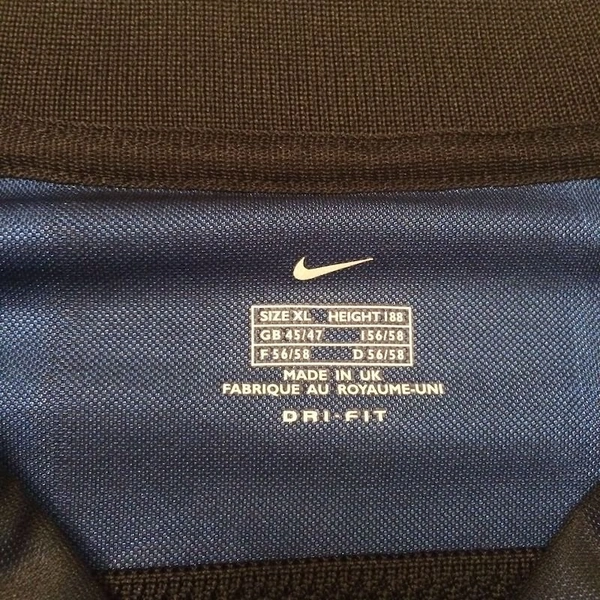 SIZE XL HEIGHT 188
GB 45/47 I 56/58
F 56/58 D 56/58
MADE IN UK
FABRIQUE AU ROYAUME-UNI
DRI-FIT